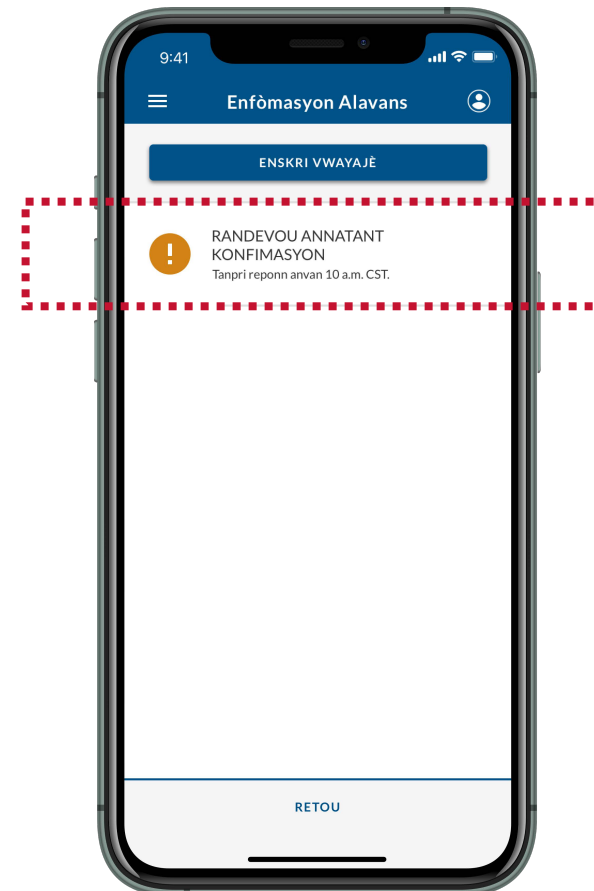 9:41
Enfòmasyon Alavans
ENSKRI VWAYAJÈ
RANDEVOU ANNATANT
KONFIMASYON
Tanpri reponn anvan 10 a.m. CST.
RETOU